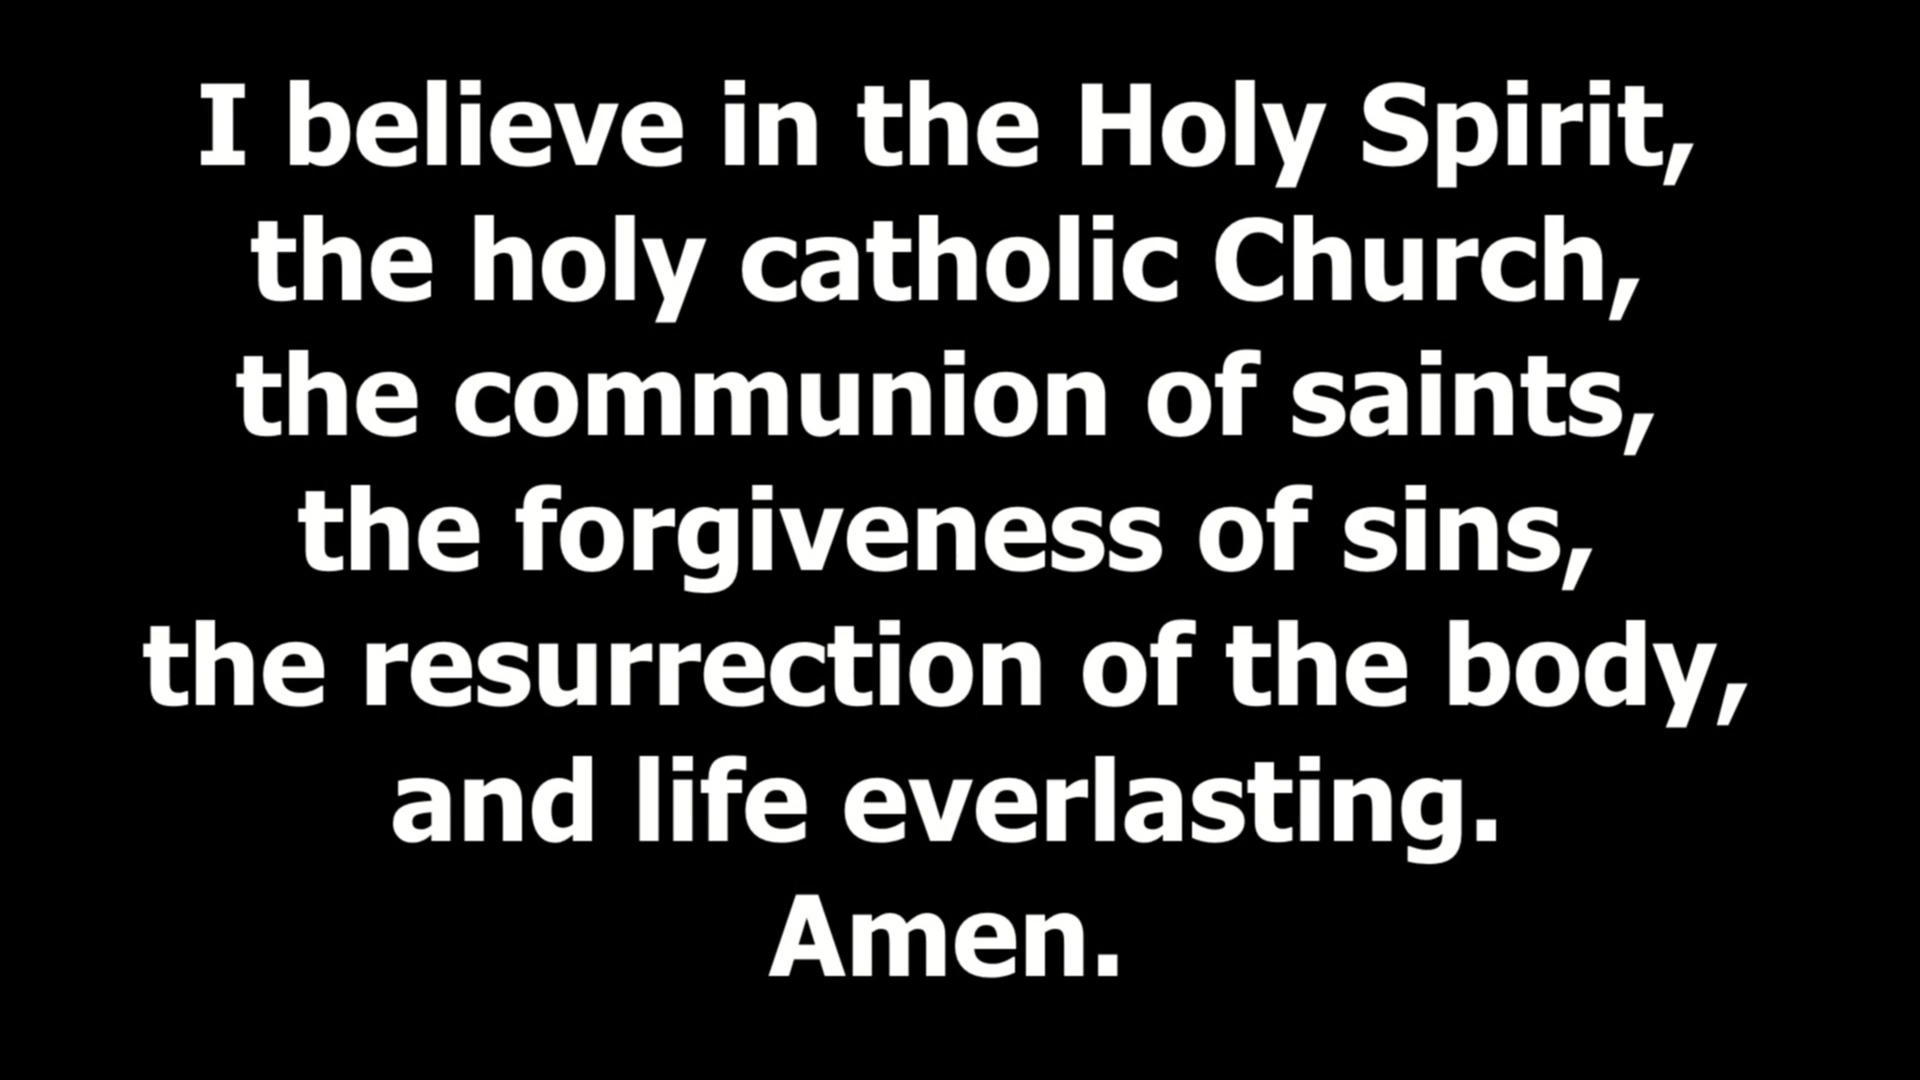 I believe in the Holy Spirit,
the holy catholic Church,
the communion of saints,
the forgiveness of sins,
the resurrection of the body,
and life everlasting.
Amen.